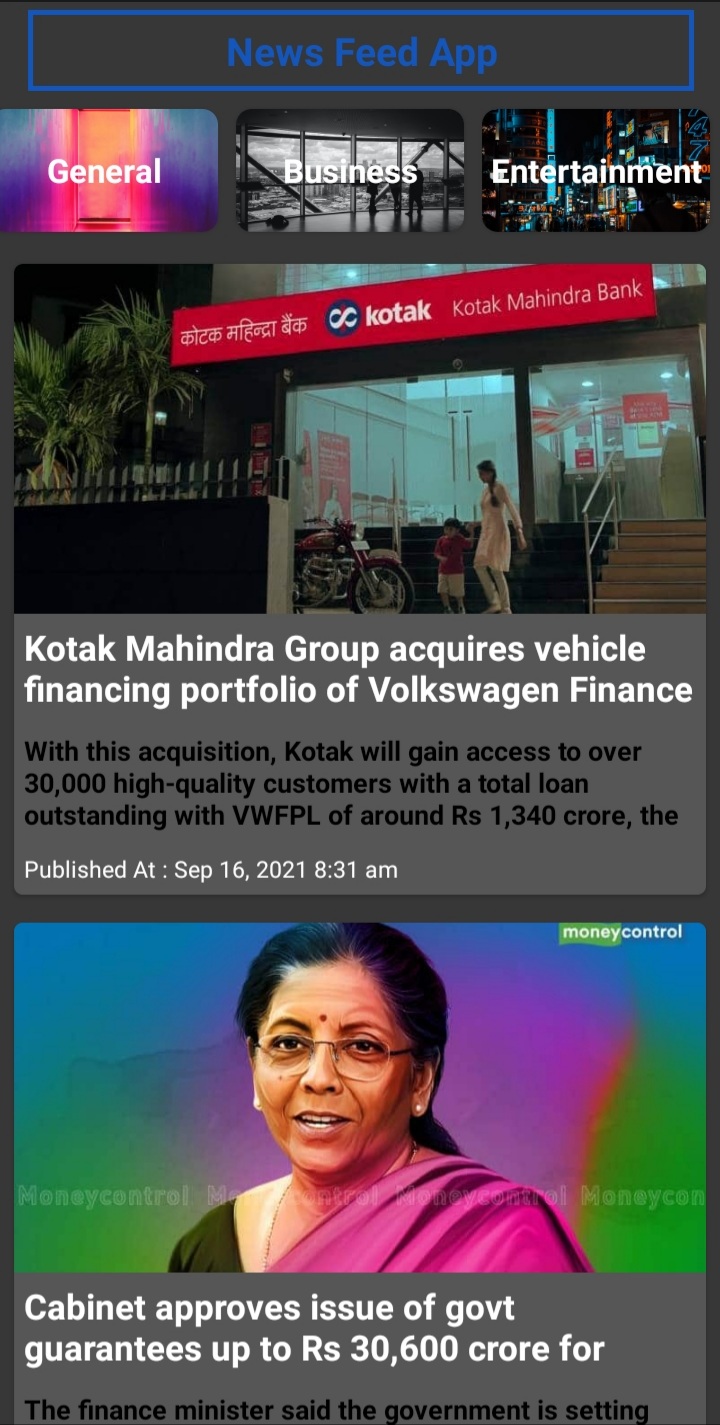 News Feed App
General
Business
Entertainment
कोटक महिन्द्रा बैंक kotak Kotak Mahindra Bank
Kotak Mahindra Group acquires vehicle
financing portfolio of Volkswagen Finance
With this acquisition, Kotak will gain access to over
30,000 high-quality customers with a total loan
outstanding with VWFPL of around Rs 1,340 crore, the
Published At : Sep 16, 2021 8:31 am
moneycontrol
Moneycontrol Moneycontrol Moneycontrol Moneycon
Cabinet approves issue of govt
guarantees up to Rs 30,600 crore for
The finance minister said the government is setting